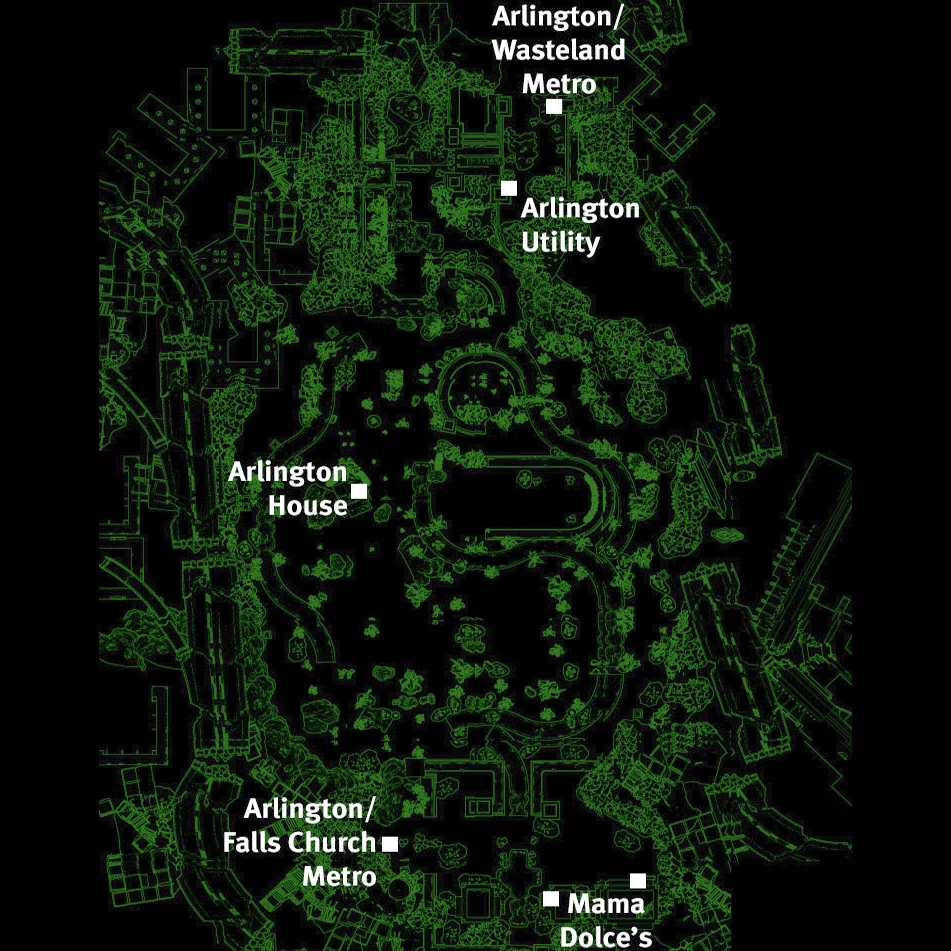 Arlington/
Wasteland
Metro
Arlington
Utility
Arlington
House
Arlington/
Falls Church
Metro
Mama
Dolce's